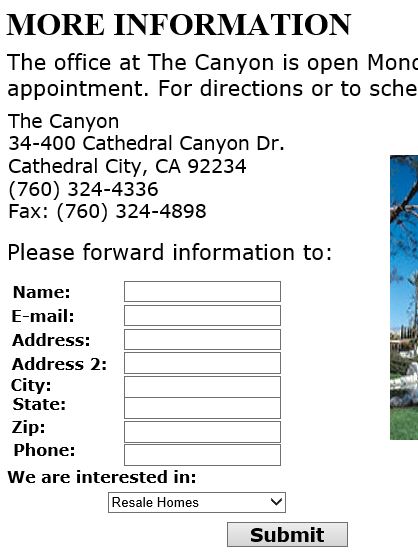 MORE INFORMATION
The office at The Canyon is open
appointment. For directions or to
The Canyon
34-400 Cathedral Canyon Dr.
Cathedral City, CA 92234
(760) 324-4336
Fax: (760) 324-4898
Please forward information to:
Name:
E-mail:
Address:
Address 2:
City:
State:
Zip:
Phone:
We are interested in:
Resale Homes
Submit